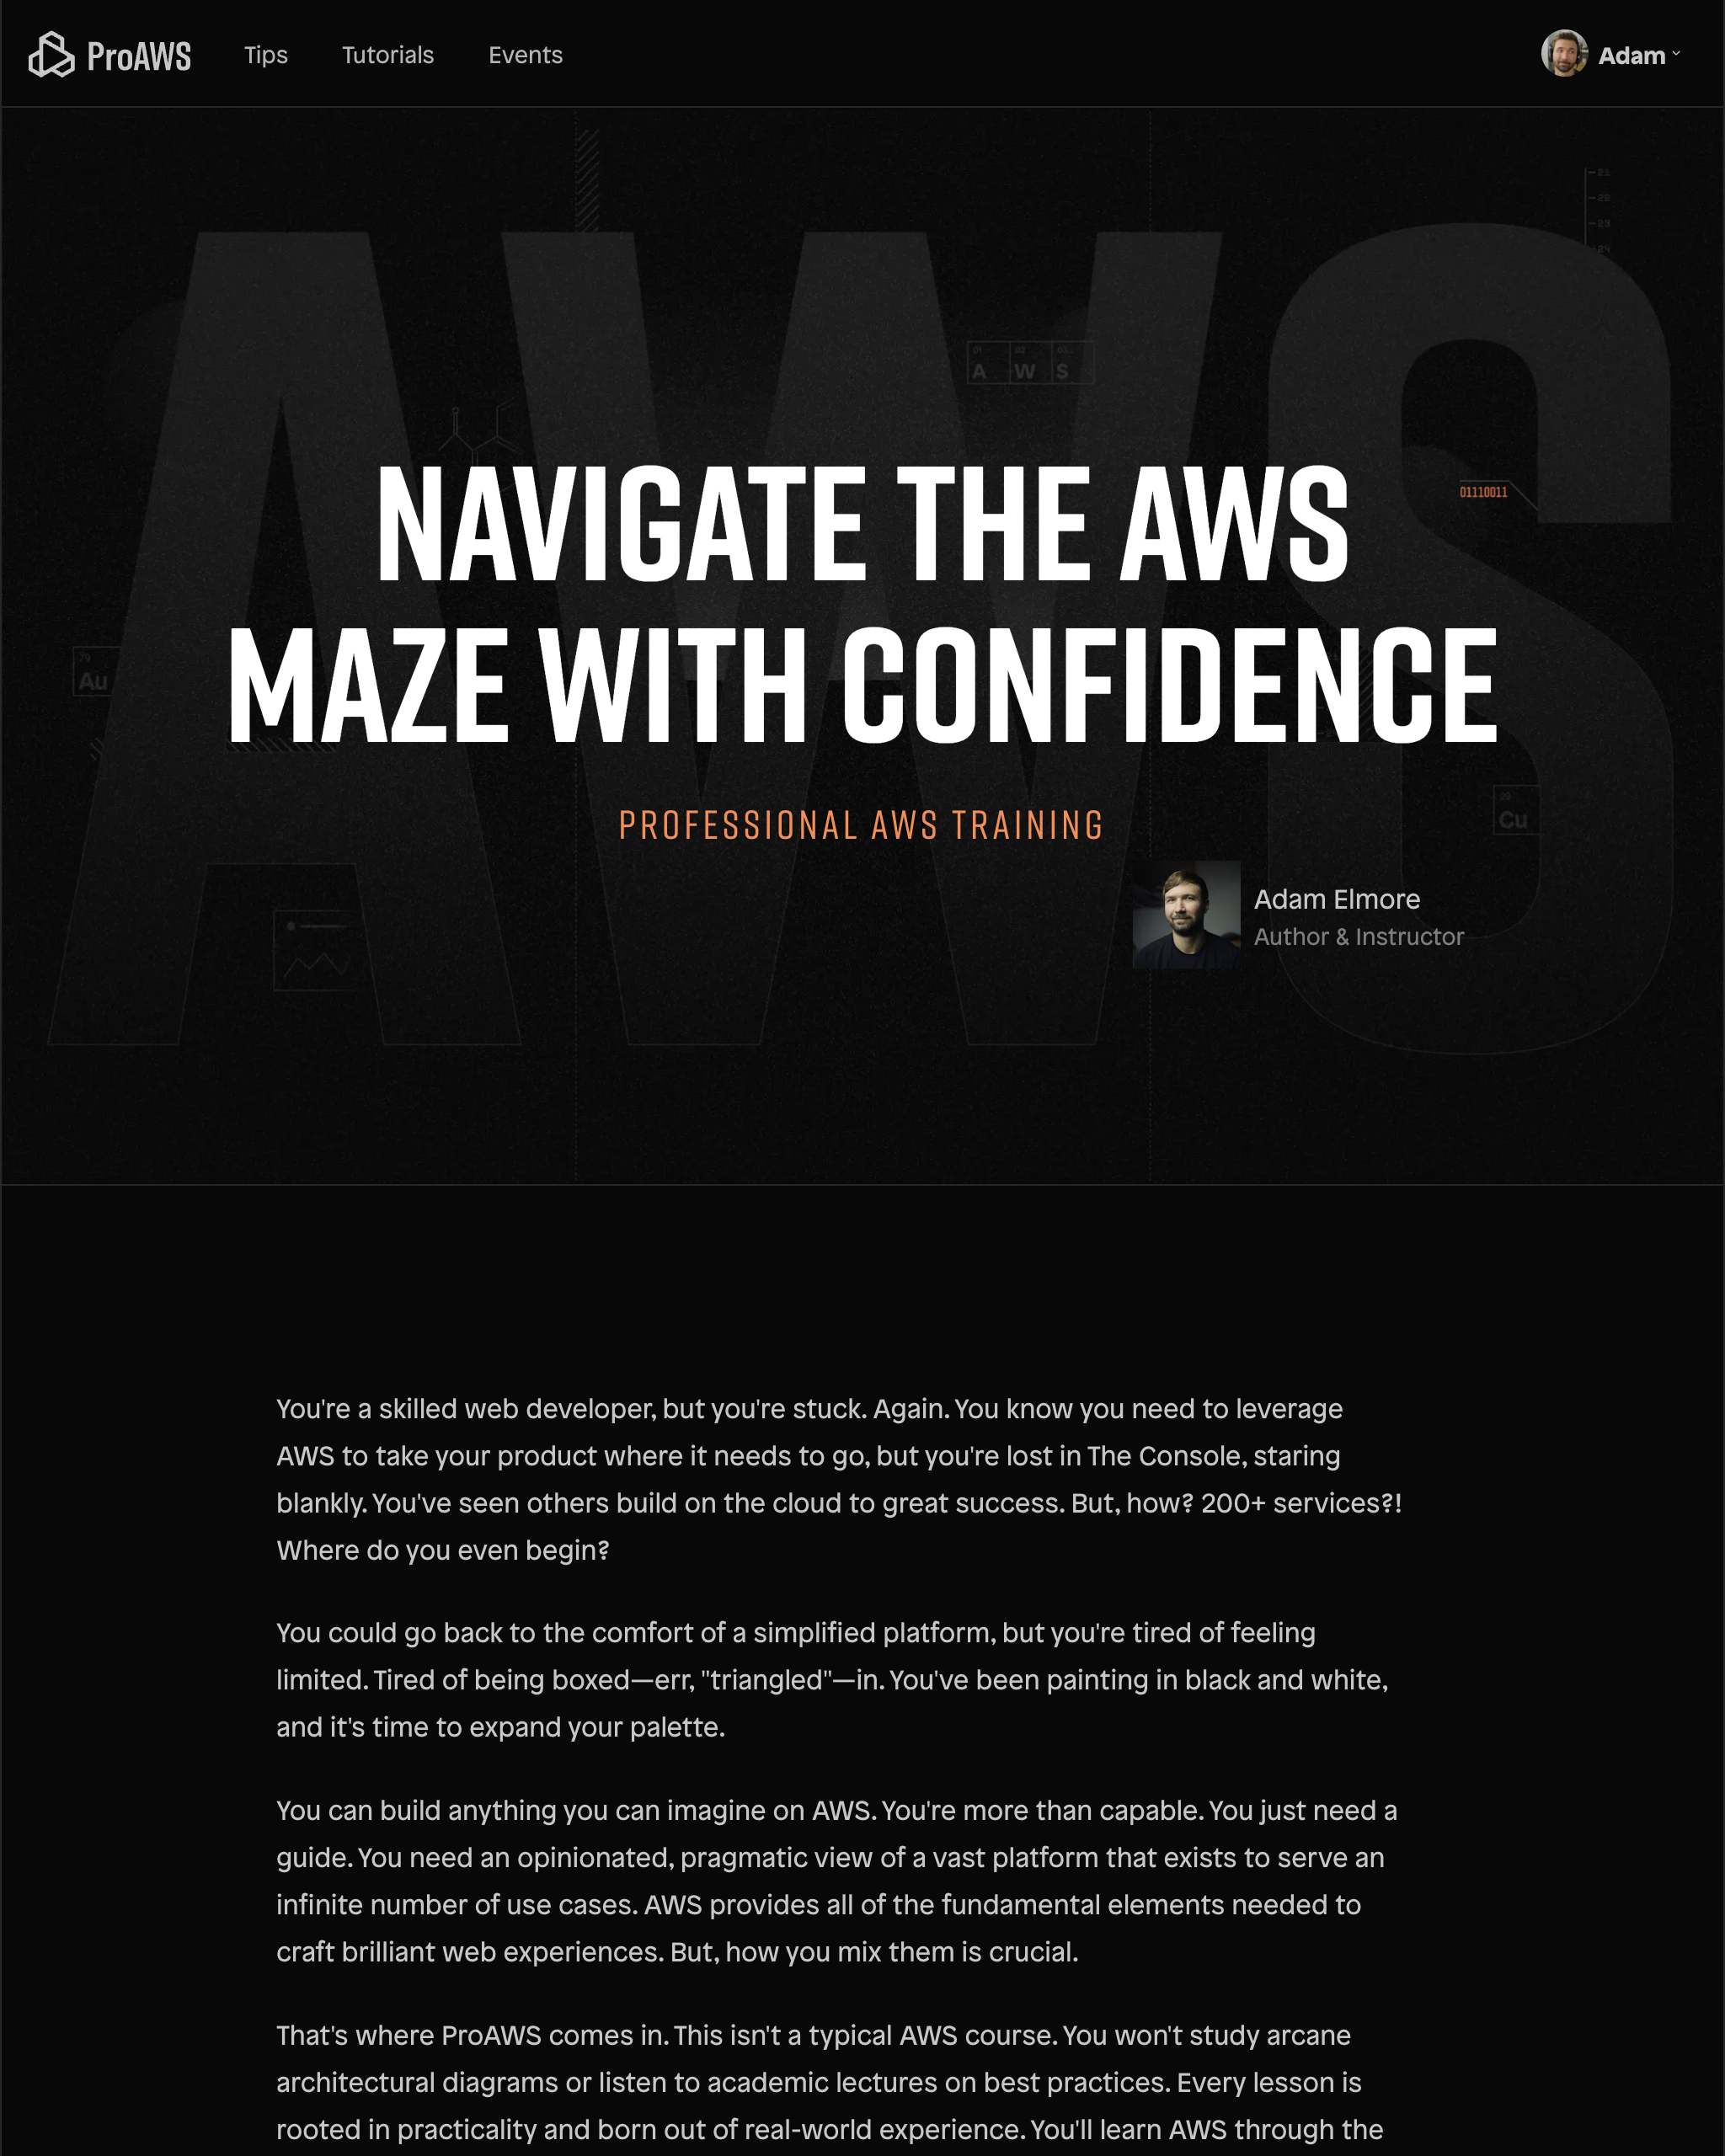 ProAWS
Tips
Tutorials
Events
Adam
21
22
23
24
01 02 03
A W S
NAVIGATE THE AWS
01110011
MAZE WITH CONFIDENCE
79
Au
PROFESSIONAL AWS TRAINING
29
Cu
Adam Elmore
Author & Instructor
You're a skilled web developer, but you're stuck. Again. You know you need to leverage
AWS to take your product where it needs to go, but you're lost in The Console, staring
blankly. You've seen others build on the cloud to great success. But, how? 200+ services?!
Where do you even begin?
You could go back to the comfort of a simplified platform, but you're tired of feeling
limited. Tired of being boxed—err, "triangled"—in. You've been painting in black and white,
and it's time to expand your palette.
You can build anything you can imagine on AWS. You're more than capable. You just need a
guide. You need an opinionated, pragmatic view of a vast platform that exists to serve an
infinite number of use cases. AWS provides all of the fundamental elements needed to
craft brilliant web experiences. But, how you mix them is crucial.
That's where ProAWS comes in. This isn't a typical AWS course. You won't study arcane
architectural diagrams or listen to academic lectures on best practices. Every lesson is
rooted in practicality and born out of real-world experience. You'll learn AWS through the